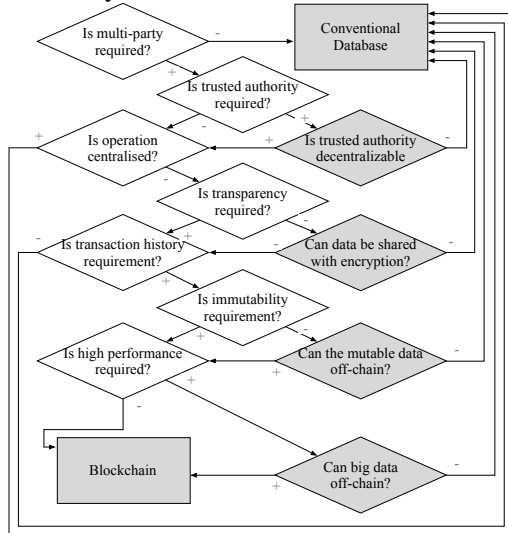 Is multi-party
required?
-
Conventional
Database
+
Is trusted authority
required?
-
+
+
Is operation
centralised?
+
Is trusted authority
decentralizable
-
-
Is transparency
required?
+
-
-
Is transaction history
requirement?
-
Can data be shared
with encryption?
-
+
Is immutability
requirement?
+
-
Is high performance
required?
+
Can the mutable data
off-chain?
-
+
-
Blockchain
+
Can big data
off-chain?
-